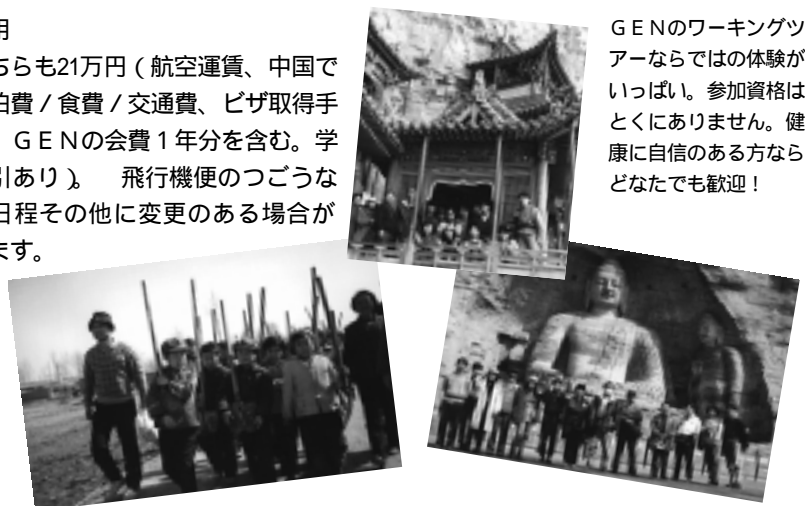 用
ちらも21万円（航空運賃、中国で
泊費／食費／交通費、ビザ取得手
、ＧＥＮの会費１年分を含む。学
引あり）。　飛行機便のつごうな
日程その他に変更のある場合が
ます。
ＧＥＮのワーキングツ
アーならではの体験が
いっぱい。参加資格は
とくにありません。健
康に自信のある方なら
どなたでも歓迎！